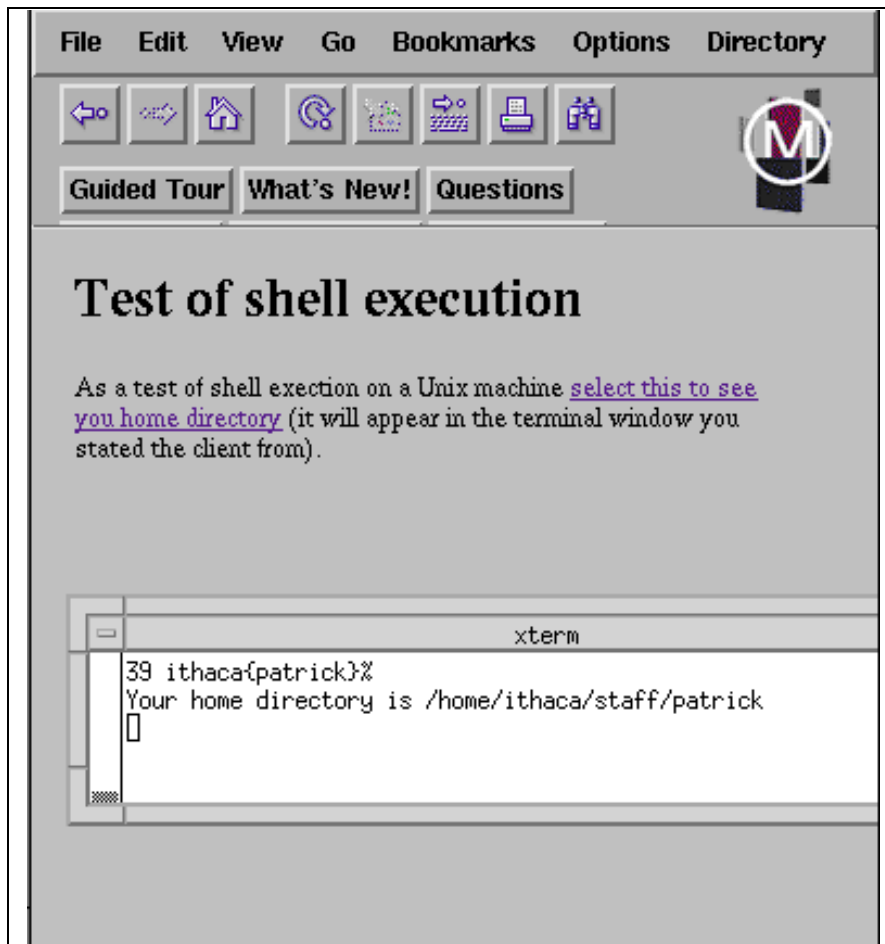 File Edit View Go Bookmarks Options Directory
M
Guided Tour What's New! Questions
Test of shell execution
As a test of shell exection on a Unix machine select this to see
you home directory (it will appear in the terminal window you
stated the client from).
xterm
39 ithaca{patrick}%
Your home directory is /home/ithaca/staff/patrick